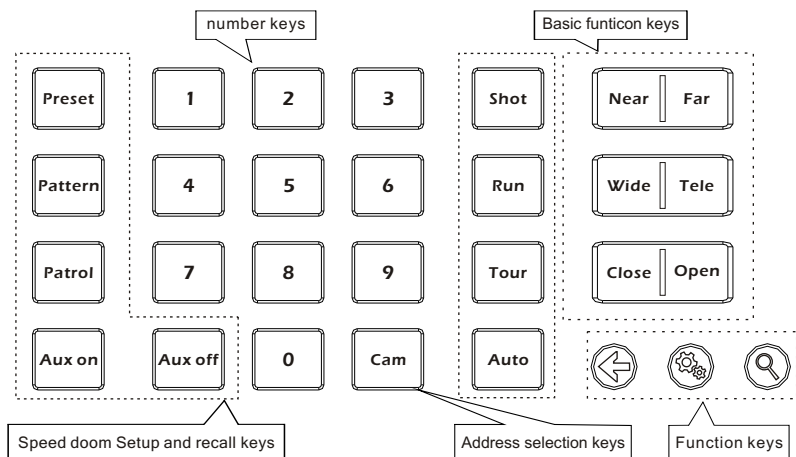 number keys
Basic funticon keys
Preset
1
2
3
Shot
Near
Far
Pattern
4
5
6
Run
Wide
Tele
Patrol
7
8
9
Tour
Close
Open
Aux on
Aux off
0
Cam
Auto
Speed doom Setup and recall keys
Address selection keys
Function keys